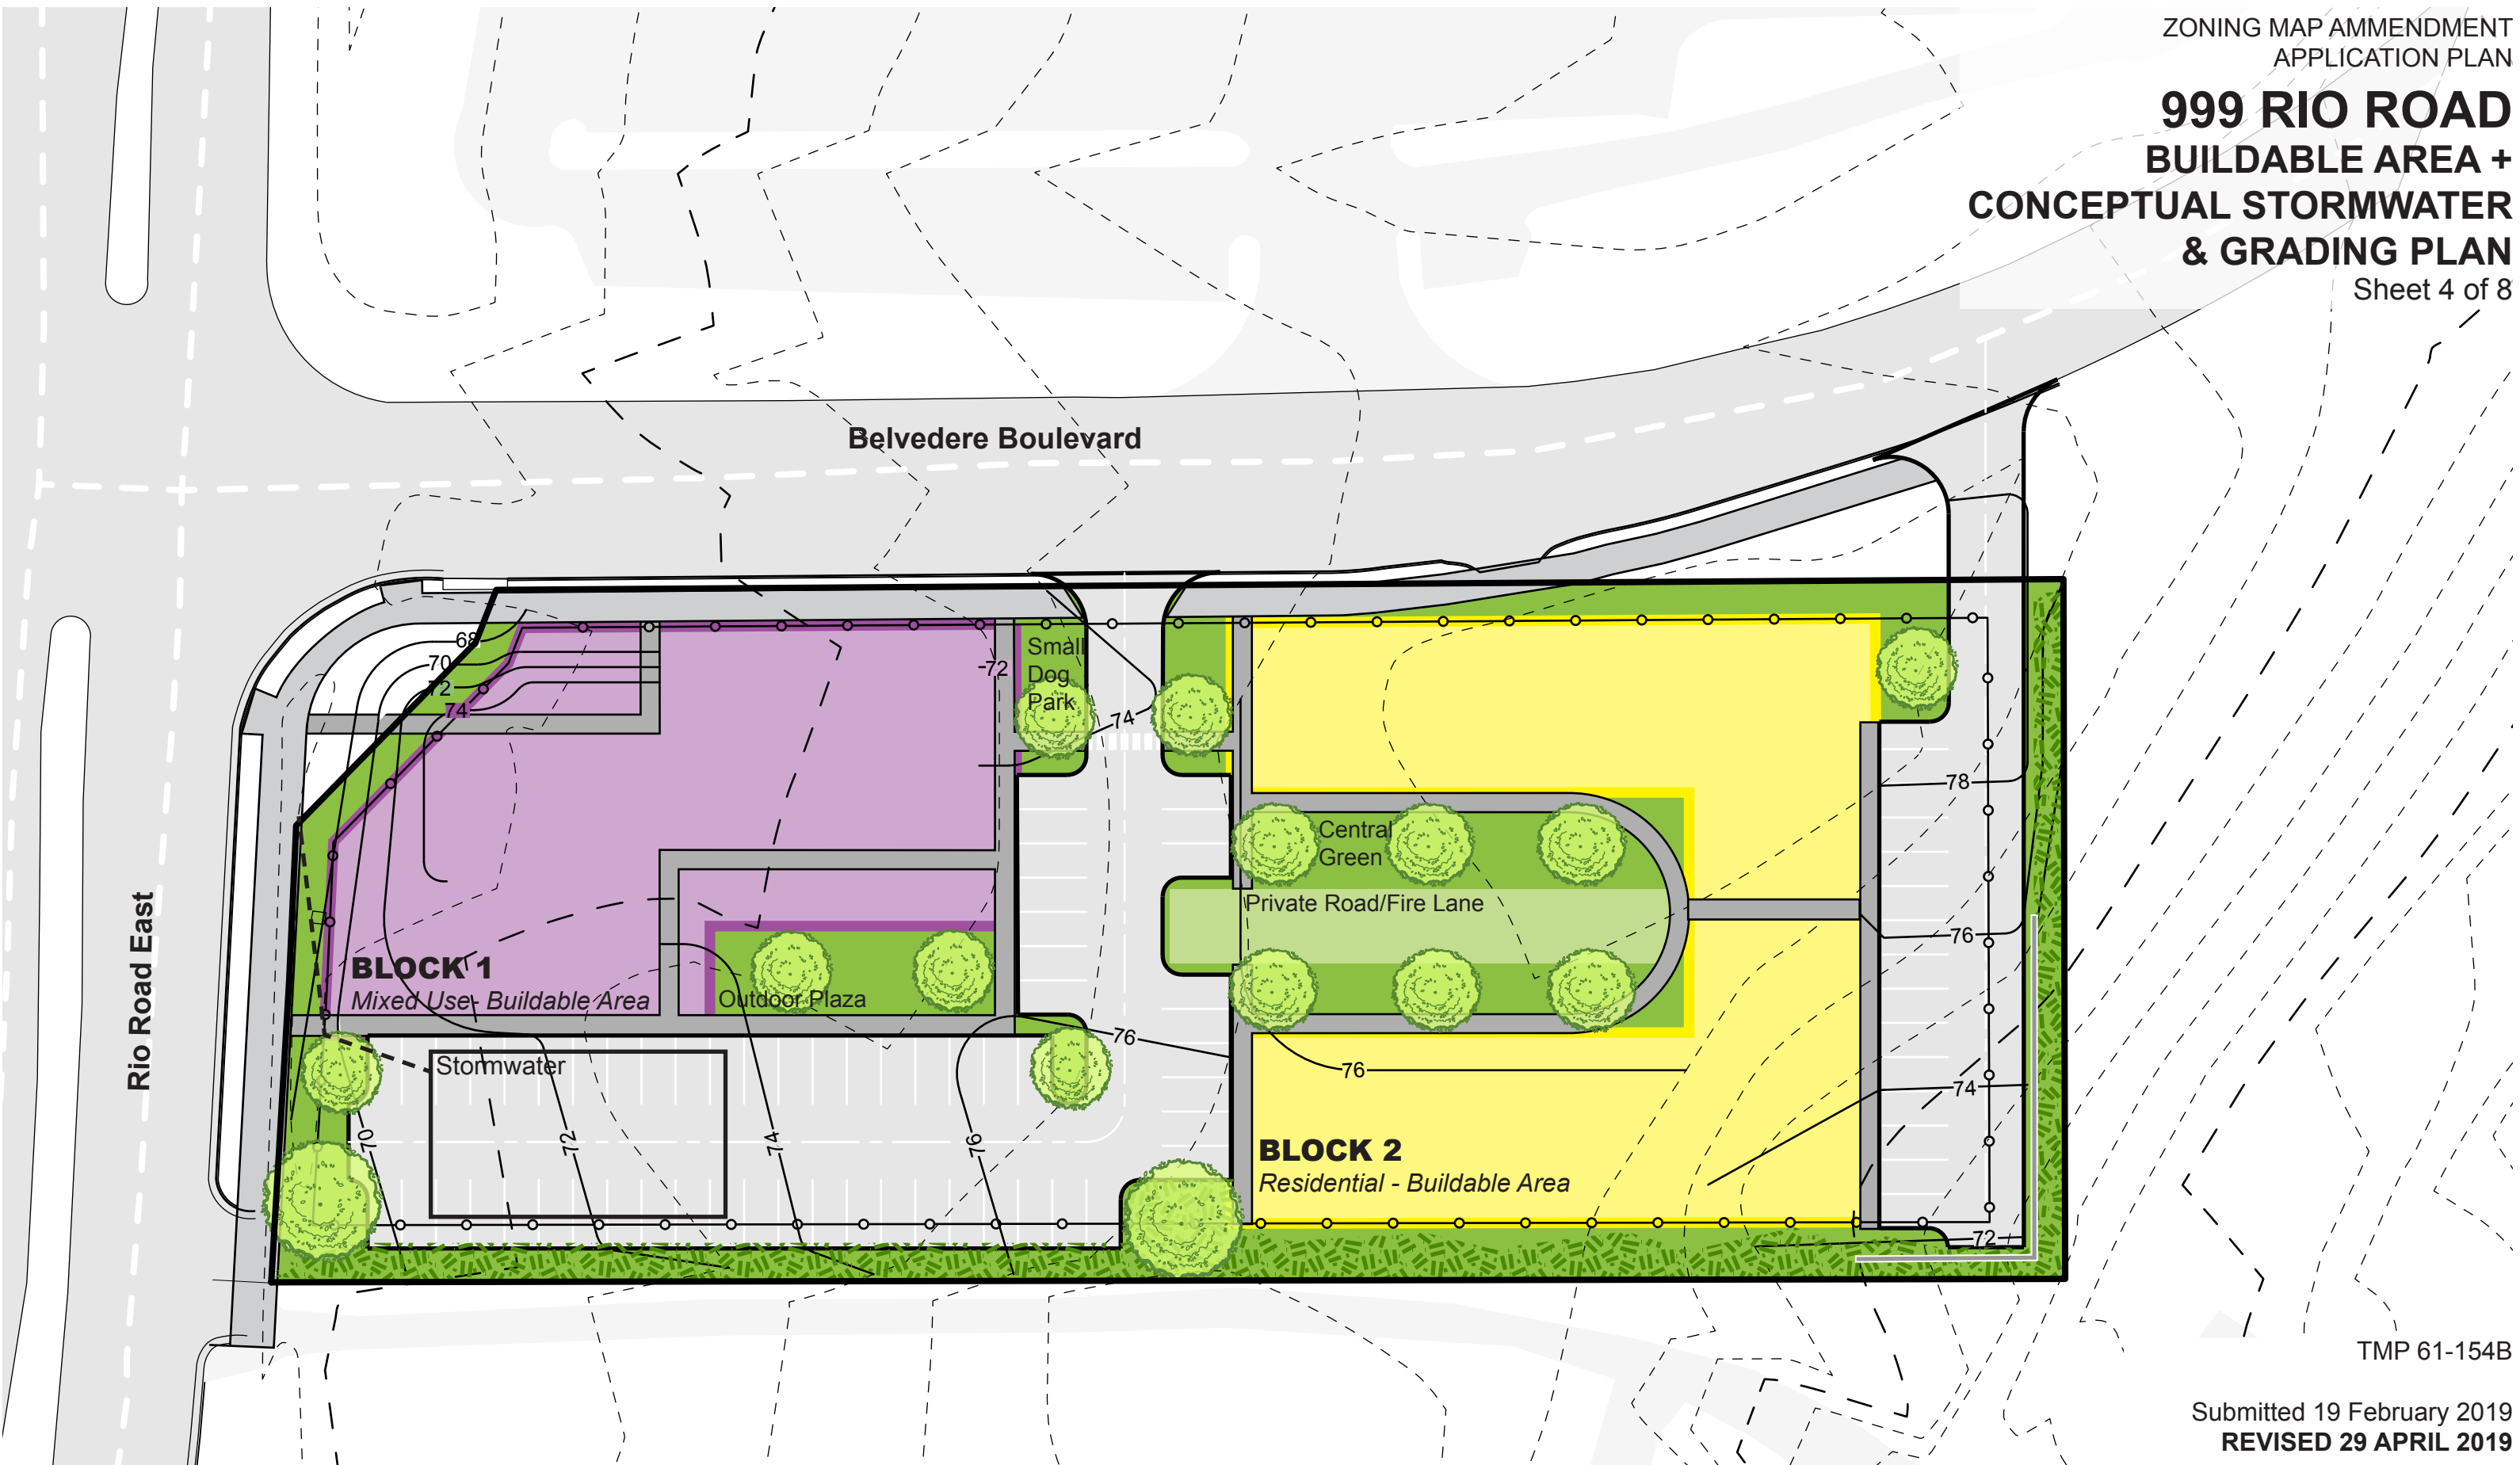 ZONING MAP AMMENDMENT
APPLICATION PLAN
999 RIO ROAD
BUILDABLE AREA +
CONCEPTUAL STORMWATER
& GRADING PLAN
Sheet 4 of 8
Belvedere Boulevard
Rio Road East
68
70
72
74
-72
Small
Dog
Park
74
78
Central
Green
Private Road/Fire Lane
76
BLOCK 1
Mixed Use- Buildable Area
Outdoor Plaza
76
Stormwater
76
74
70
72
74
76
BLOCK 2
Residential - Buildable Area
72
TMP 61-154B
Submitted 19 February 2019
REVISED 29 APRIL 2019